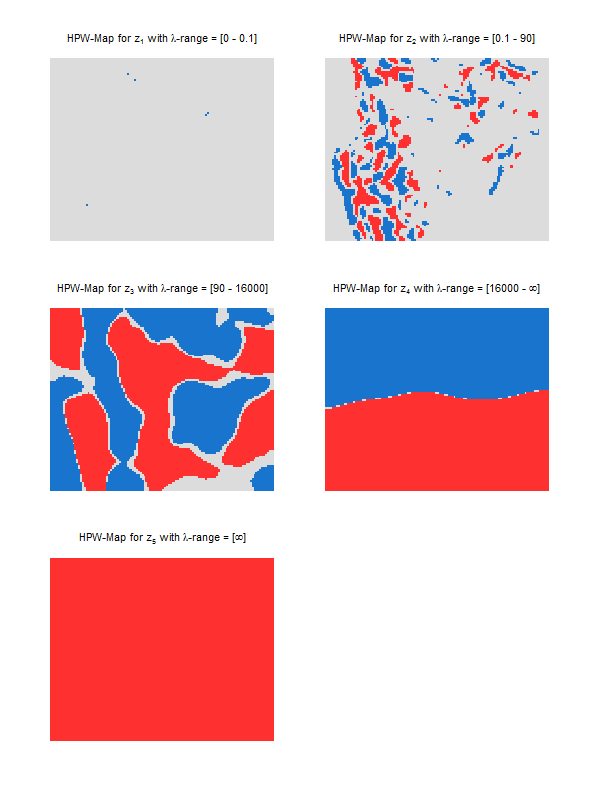 HPW-Map for z₁ with λ-range = [0 - 0.1]
HPW-Map for z₂ with λ-range = [0.1 - 90]
HPW-Map for z₃ with λ-range = [90 - 16000]
HPW-Map for z₄ with λ-range = [16000 - ∞]
HPW-Map for z₅ with λ-range = [∞]